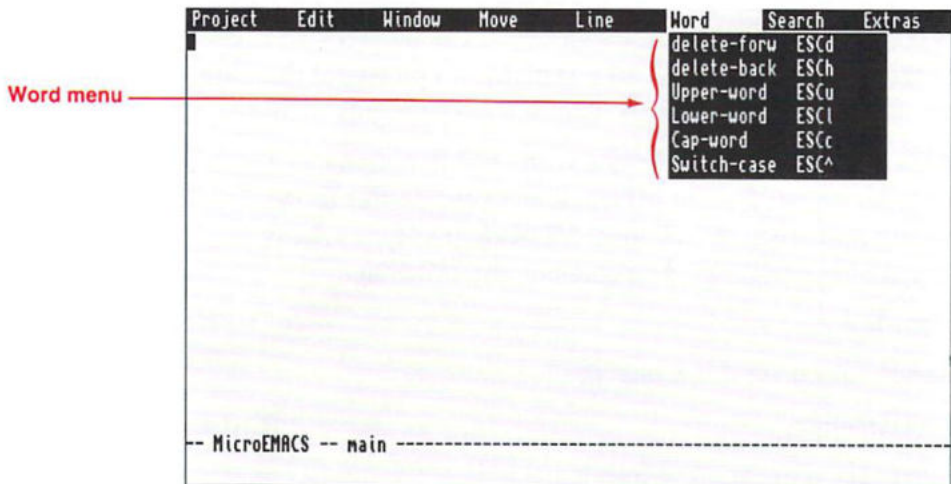 Project Edit Window Move Line Word Search Extras
delete-forw ESCd
delete-back ESCh
Word menu
Upper-word ESCu
Lower-word ESCl
Cap-word ESCc
Switch-case ESC^
-- MicroEMACS -- main --------------------------------------------------